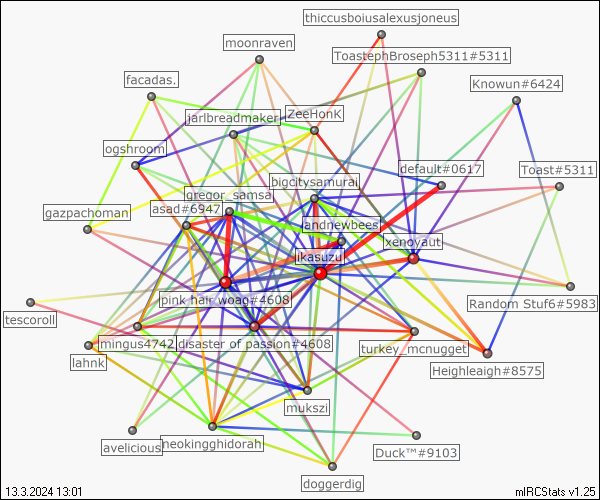 thiccusboiusalexusjoneus
moonraven
ToastephBroseph5311#5311
facadas.
Knowun#6424
jarlbreadmaker
ZeeHonK
ogshroom
default#0617
Toast#5311
bigcitysamurai
gregor_samsa
asad#6947
gazpachoman
andnewbees
xenoyaut
ikasuzu
pink hair woag#4608
Random Stuf6#5983
tescoroll
mingus4742
disaster of passion#4608
turkey_mcnugget
lahnk
Heighleaigh#8575
mukszi
avelicious
neokingghidorah
Duck™#9103
doggerdig
13.3.2024 13:01
mIRCStats v1.25